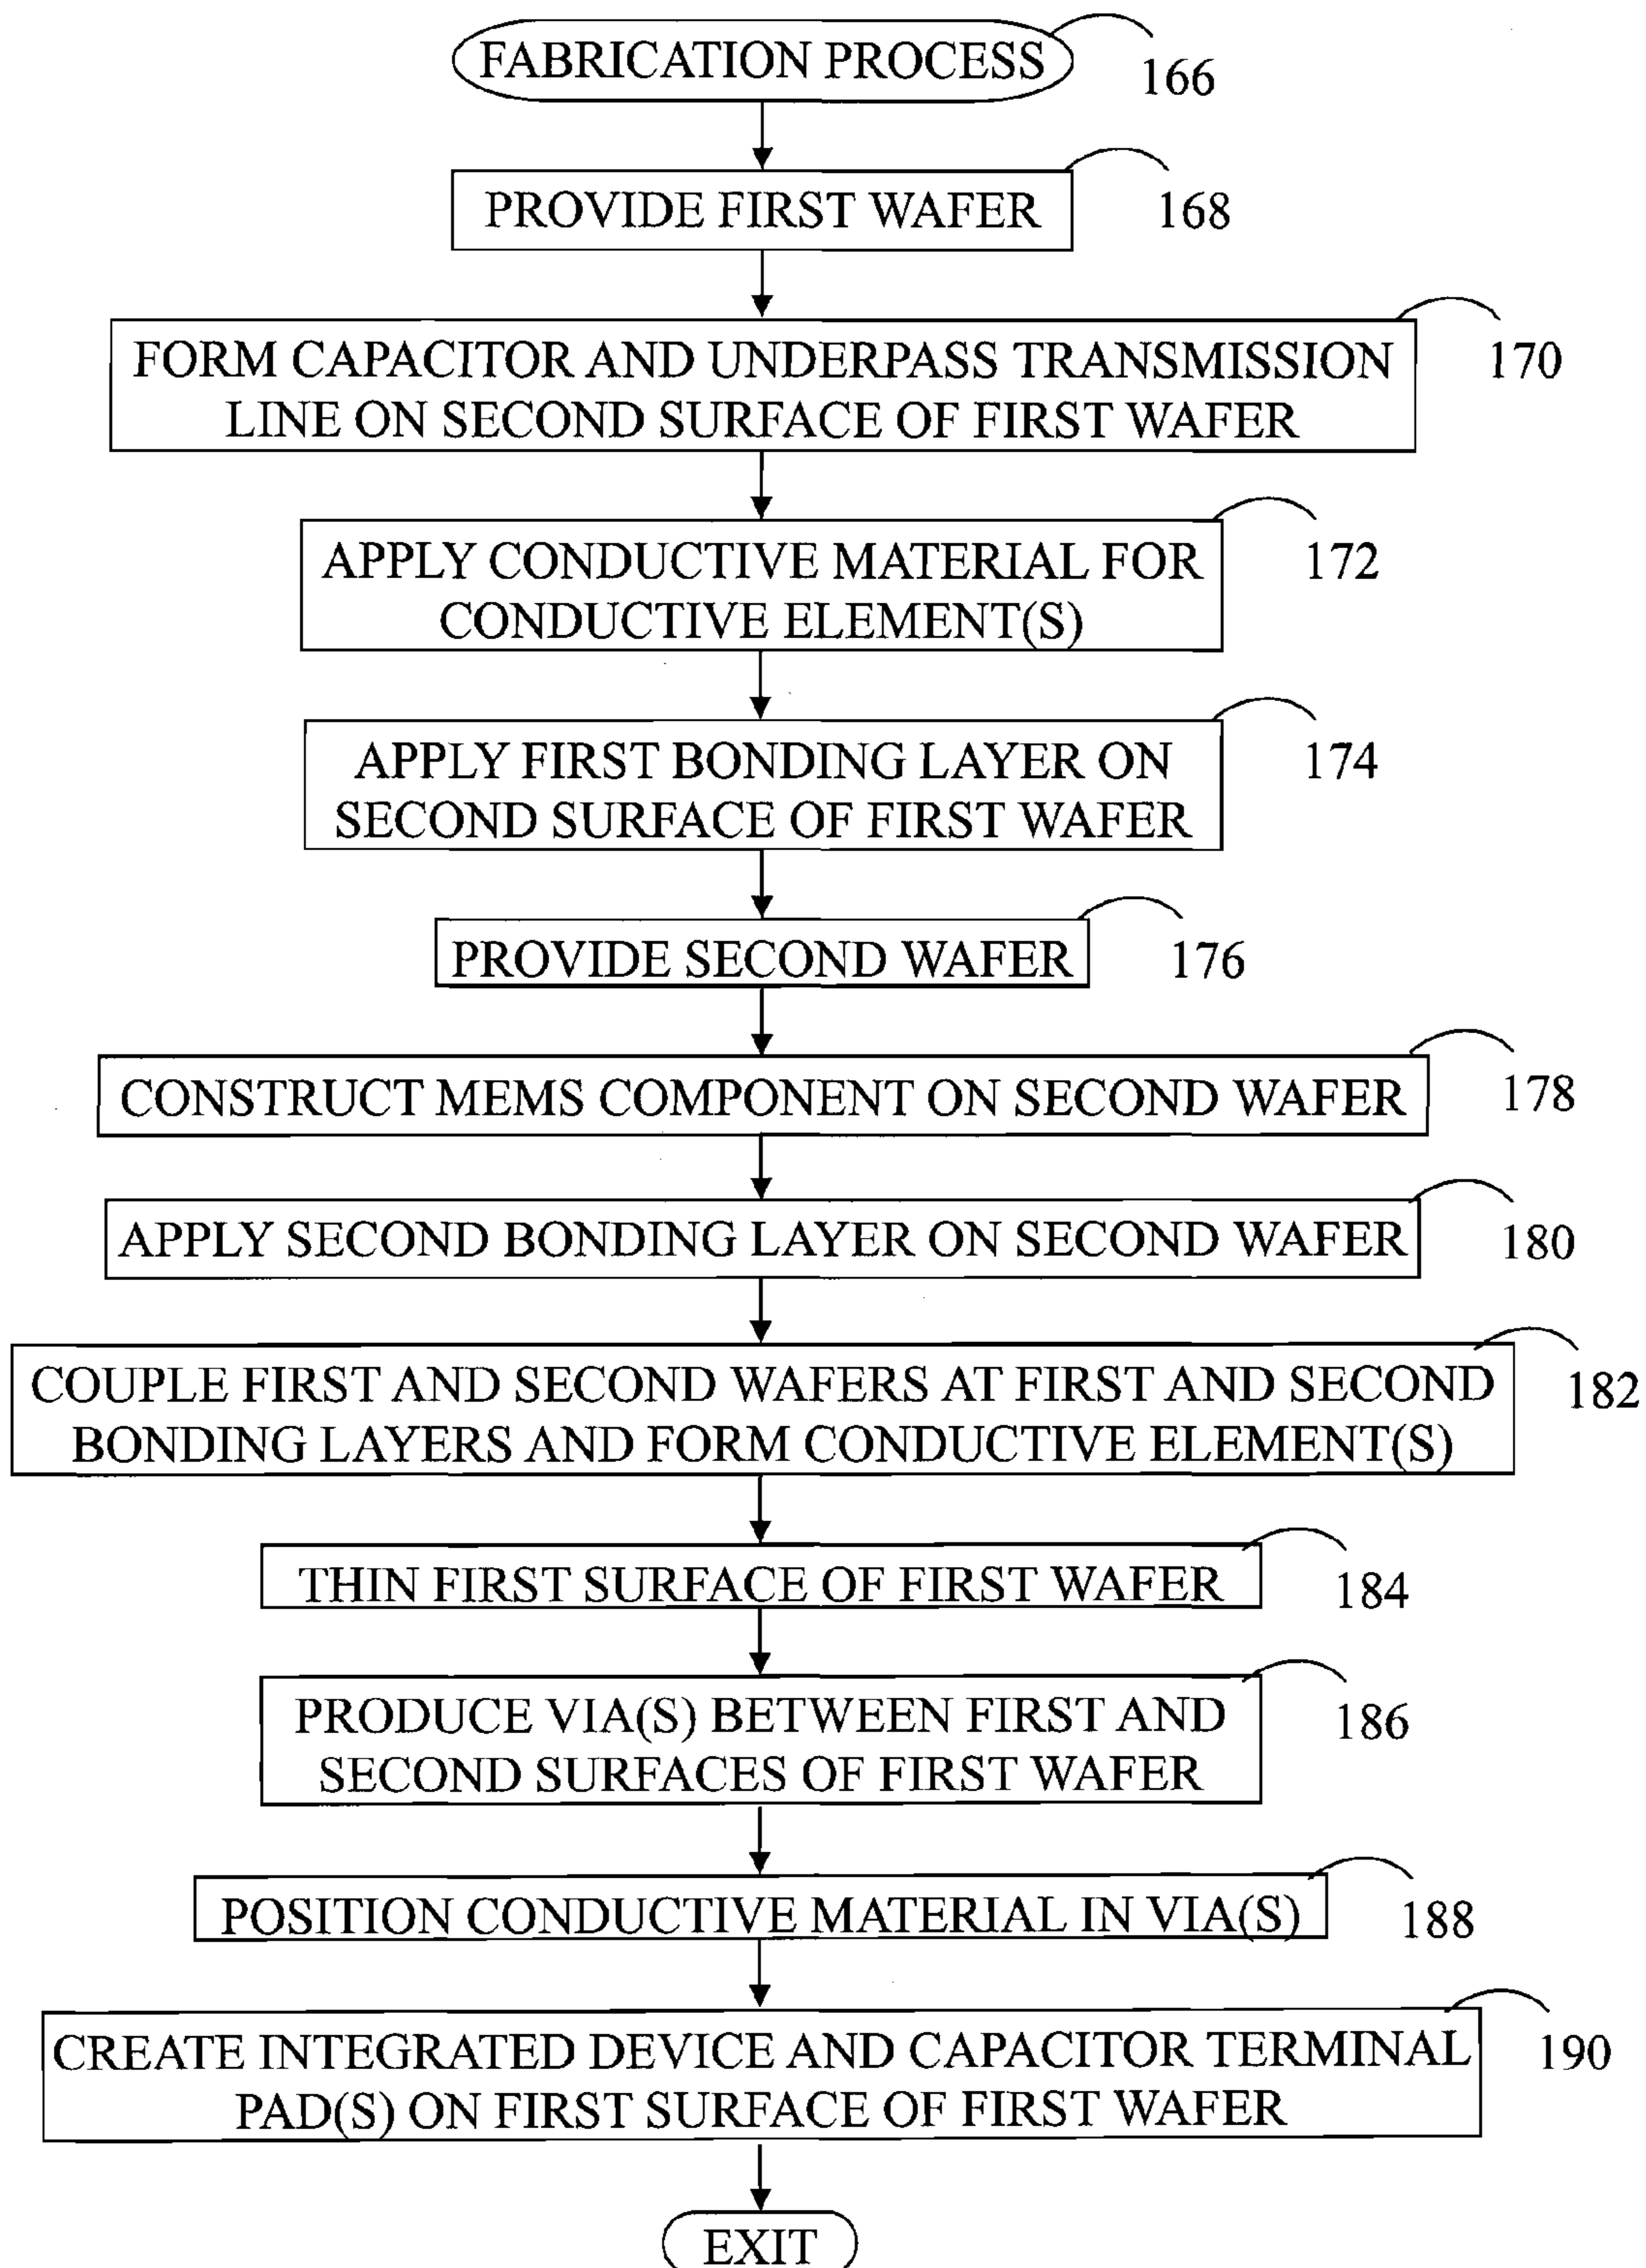 FABRICATION PROCESS
166
PROVIDE FIRST WAFER
168
FORM CAPACITOR AND UNDERPASS TRANSMISSION
LINE ON SECOND SURFACE OF FIRST WAFER
170
APPLY CONDUCTIVE MATERIAL FOR
CONDUCTIVE ELEMENT(S)
172
APPLY FIRST BONDING LAYER ON
SECOND SURFACE OF FIRST WAFER
174
PROVIDE SECOND WAFER
176
CONSTRUCT MEMS COMPONENT ON SECOND WAFER
178
APPLY SECOND BONDING LAYER ON SECOND WAFER
180
COUPLE FIRST AND SECOND WAFERS AT FIRST AND SECOND
BONDING LAYERS AND FORM CONDUCTIVE ELEMENT(S)
182
THIN FIRST SURFACE OF FIRST WAFER
184
PRODUCE VIA(S) BETWEEN FIRST AND
SECOND SURFACES OF FIRST WAFER
186
POSITION CONDUCTIVE MATERIAL IN VIA(S)
188
CREATE INTEGRATED DEVICE AND CAPACITOR TERMINAL
PAD(S) ON FIRST SURFACE OF FIRST WAFER
190
EXIT